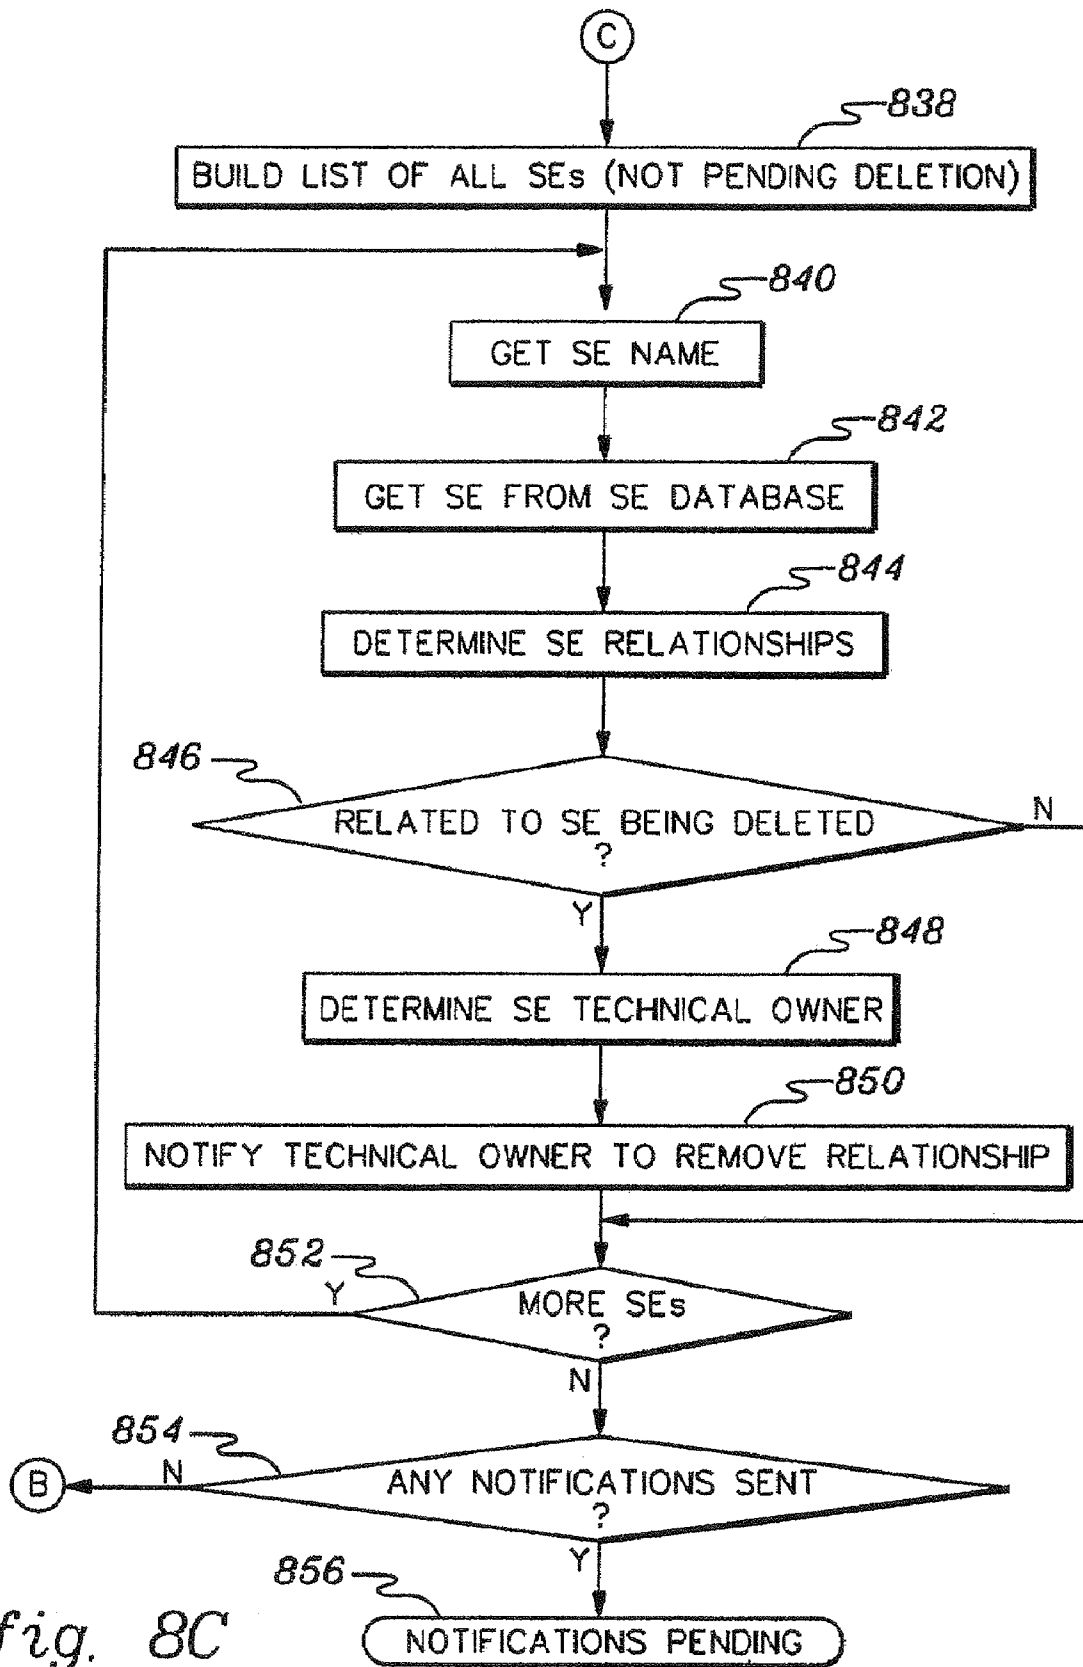 C
838
BUILD LIST OF ALL SEs (NOT PENDING DELETION)
840
GET SE NAME
842
GET SE FROM SE DATABASE
844
DETERMINE SE RELATIONSHIPS
846
RELATED TO SE BEING DELETED
?
N
Y
848
DETERMINE SE TECHNICAL OWNER
850
NOTIFY TECHNICAL OWNER TO REMOVE RELATIONSHIP
852
Y
MORE SEs
?
N
854
B
N
ANY NOTIFICATIONS SENT
?
Y
856
NOTIFICATIONS PENDING
fig. 8C